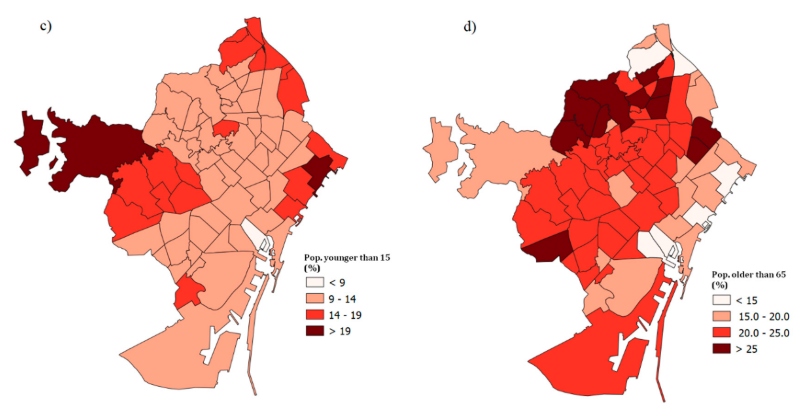 c)
Pop. younger than 15
(%)
< 9
9 - 14
14 - 19
> 19
d)
Pop. older than 65
(%)
< 15
15.0 - 20.0
20.0 - 25.0
> 25